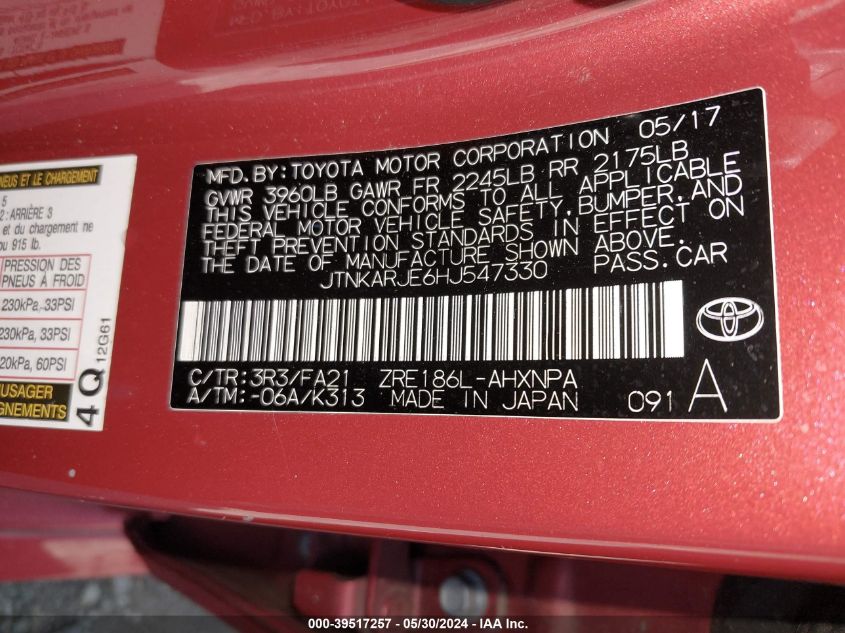 MFD. BY: TOYOTA MOTOR CORPORATION 05/17
GVWR 3960LB GAWR FR 2245LB RR 2175LB
THIS VEHICLE CONFORMS TO ALL APPLICABLE
FEDERAL MOTOR VEHICLE SAFETY, BUMPER, AND
THEFT PREVENTION STANDARDS IN EFFECT ON
THE DATE OF MANUFACTURE SHOWN ABOVE.
JTNKARJE6HJ547330 PASS.CAR
C/TR: 3R3/FA21 ZRE186L-AHXNPA
A/TM: -06A/K313 MADE IN JAPAN 091 A
PNEUS ET LE CHARGEMENT
5
2: ARRIÈRE 3
et du chargement ne
ou 915 lb.
PRESSION DES
PNEUS À FROID
230kPa, 33PSI
230kPa, 33PSI
20kPa, 60PSI
USAGER
GNEMENTS
4Q 12G61
000-39517257 - 05/30/2024 - IAA Inc.